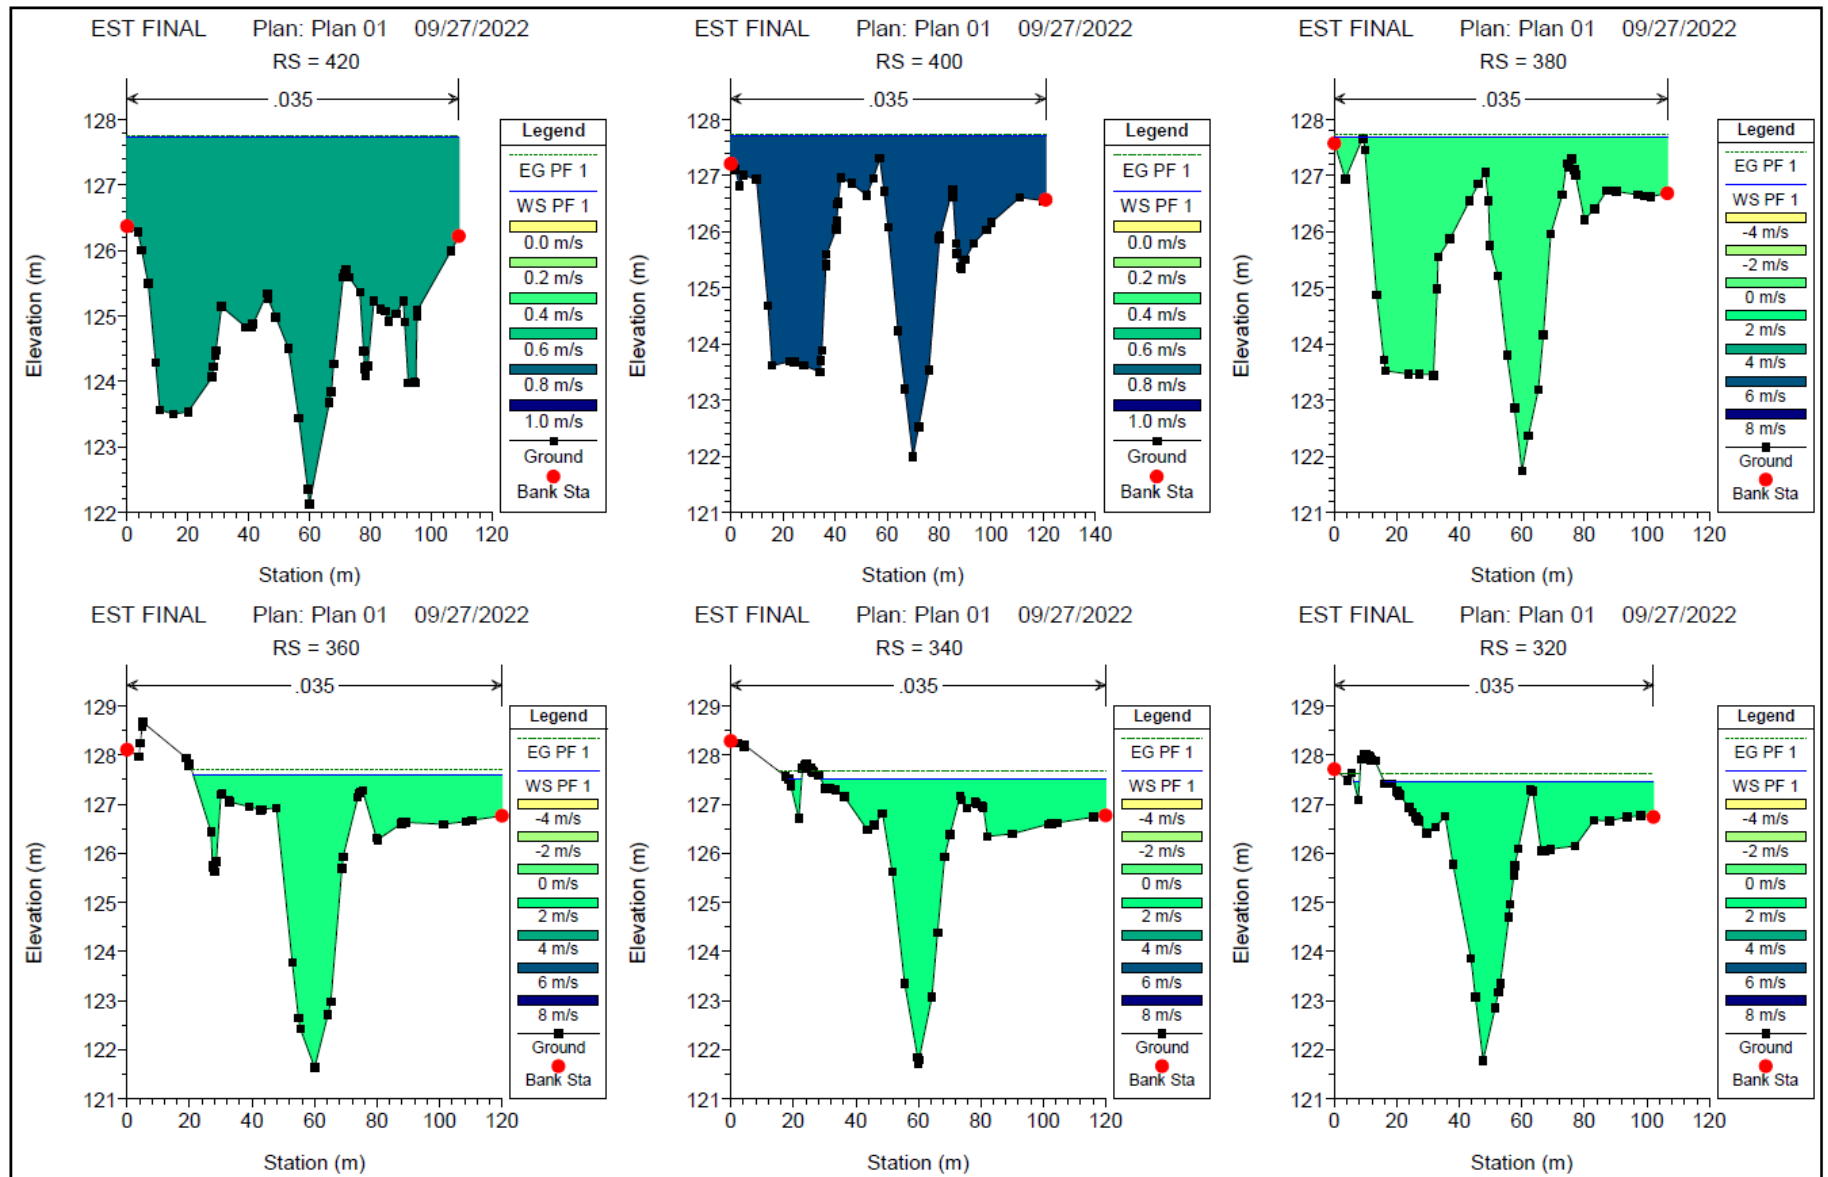 EST FINAL Plan: Plan 01 09/27/2022
RS = 420
.035
Elevation (m)
128
127
126
125
124
123
122
0 20 40 60 80 100 120
Station (m)
Legend
EG PF 1
WS PF 1
0.0 m/s
0.2 m/s
0.4 m/s
0.6 m/s
0.8 m/s
1.0 m/s
Ground
Bank Sta
EST FINAL Plan: Plan 01 09/27/2022
RS = 400
.035
Elevation (m)
128
127
126
125
124
123
122
121
0 20 40 60 80 100 120 140
Station (m)
Legend
EG PF 1
WS PF 1
0.0 m/s
0.2 m/s
0.4 m/s
0.6 m/s
0.8 m/s
1.0 m/s
Ground
Bank Sta
EST FINAL Plan: Plan 01 09/27/2022
RS = 380
.035
Elevation (m)
128
127
126
125
124
123
122
121
0 20 40 60 80 100 120
Station (m)
Legend
EG PF 1
WS PF 1
-4 m/s
-2 m/s
0 m/s
2 m/s
4 m/s
6 m/s
8 m/s
Ground
Bank Sta
EST FINAL Plan: Plan 01 09/27/2022
RS = 360
.035
Elevation (m)
129
128
127
126
125
124
123
122
121
0 20 40 60 80 100 120
Station (m)
Legend
EG PF 1
WS PF 1
-4 m/s
-2 m/s
0 m/s
2 m/s
4 m/s
6 m/s
8 m/s
Ground
Bank Sta
EST FINAL Plan: Plan 01 09/27/2022
RS = 340
.035
Elevation (m)
129
128
127
126
125
124
123
122
121
0 20 40 60 80 100 120
Station (m)
Legend
EG PF 1
WS PF 1
-4 m/s
-2 m/s
0 m/s
2 m/s
4 m/s
6 m/s
8 m/s
Ground
Bank Sta
EST FINAL Plan: Plan 01 09/27/2022
RS = 320
.035
Elevation (m)
129
128
127
126
125
124
123
122
121
0 20 40 60 80 100 120
Station (m)
Legend
EG PF 1
WS PF 1
-4 m/s
-2 m/s
0 m/s
2 m/s
4 m/s
6 m/s
8 m/s
Ground
Bank Sta